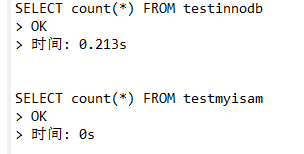 SELECT count(*) FROM testinnodb
> OK
> 时间: 0.213s
SELECT count(*) FROM testmyisam
> OK
> 时间: 0s